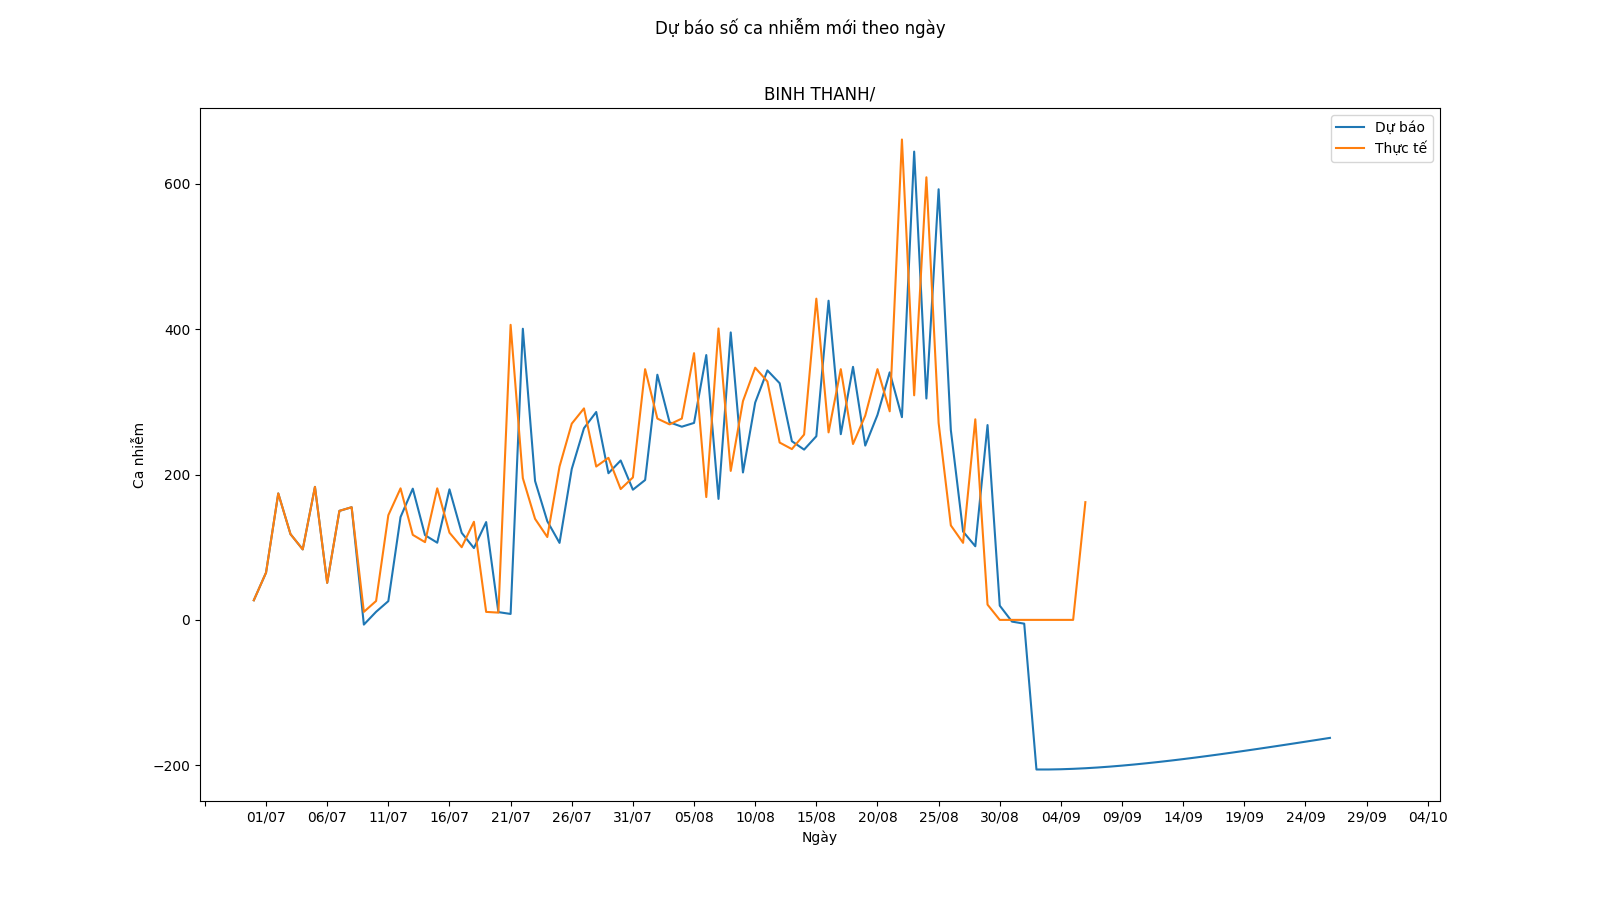 Dự báo số ca nhiễm mới theo ngày
BINH THANH/
Dự báo
Thực tế
600
400
200
0
−200
Ca nhiễm
01/07 06/07 11/07 16/07 21/07 26/07 31/07 05/08 10/08 15/08 20/08 25/08 30/08 04/09 09/09 14/09 19/09 24/09 29/09 04/10
Ngày